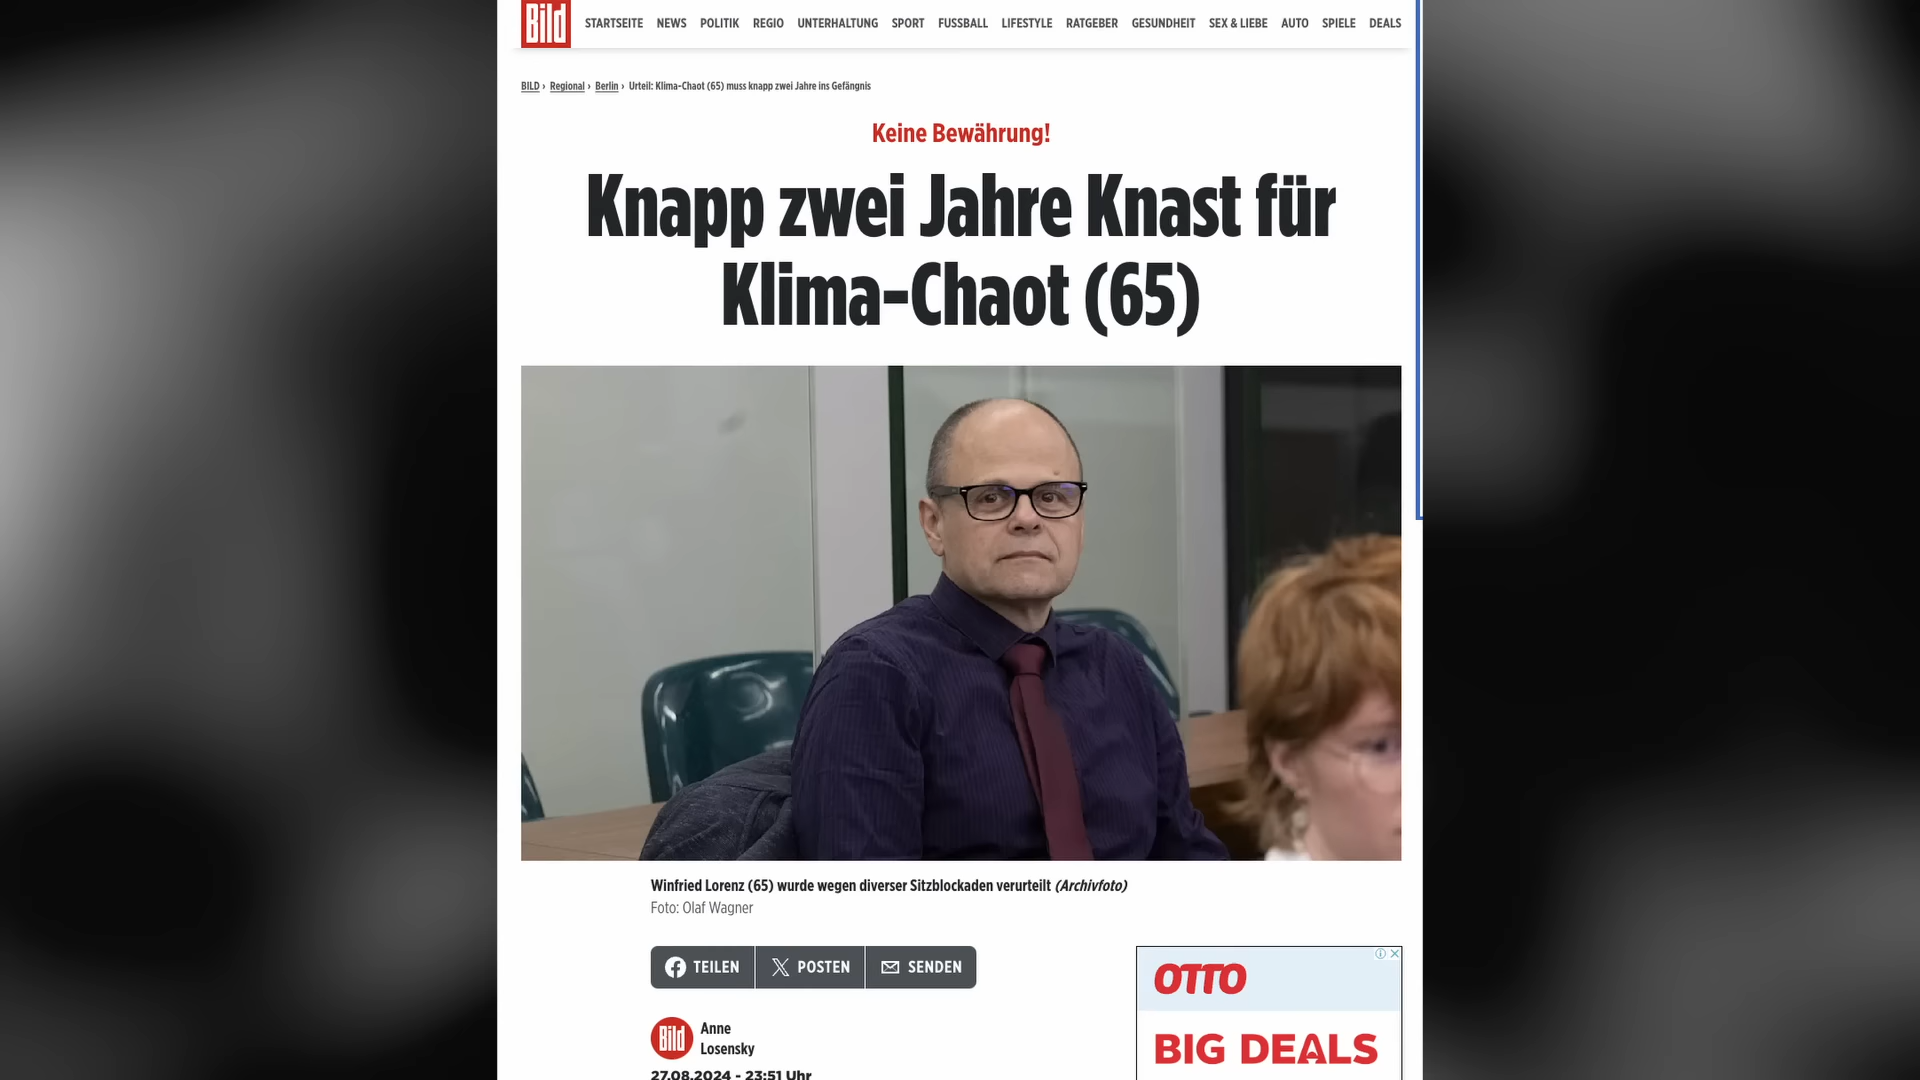 Bild STARTSEITE NEWS POLITIK REGIO UNTERHALTUNG SPORT FUSSBALL LIFESTYLE RATGEBER GESUNDHEIT SEX & LIEBE AUTO SPIELE DEALS
BILD › Regional › Berlin › Urteil: Klima-Chaot (65) muss knapp zwei Jahre ins Gefängnis
Keine Bewährung!
Knapp zwei Jahre Knast für
Klima-Chaot (65)
Winfried Lorenz (65) wurde wegen diverser Sitzblockaden verurteilt (Archivfoto)
Foto: Olaf Wagner
TEILEN POSTEN SENDEN
OTTO
BIG DEALS
Bild
Anne
Losensky
27.08.2024 - 23:51 Uhr